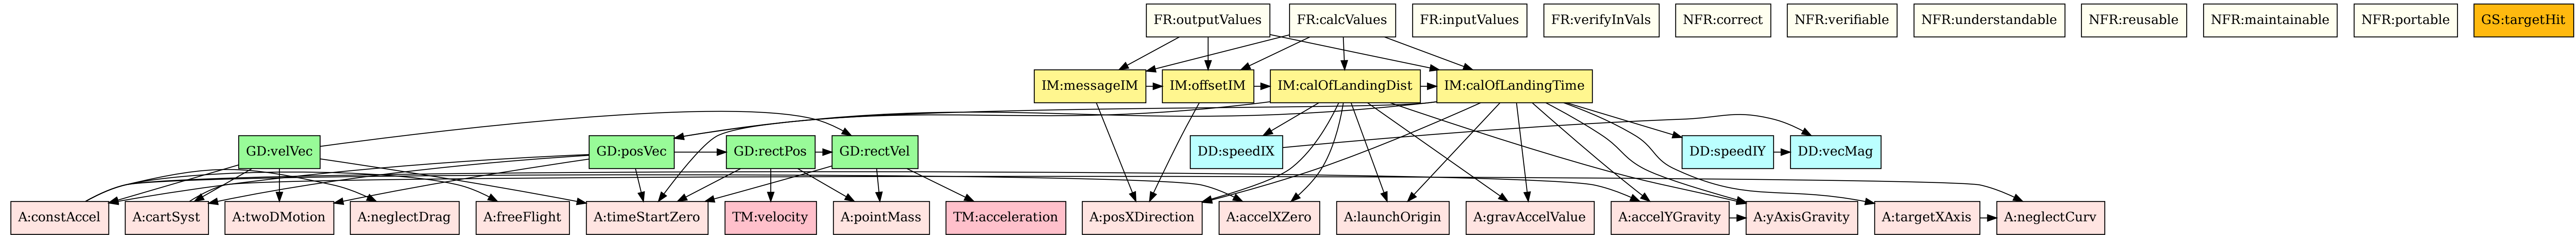 FR:outputValues
FR:calcValues
FR:inputValues
FR:verifyInVals
NFR:correct
NFR:verifiable
NFR:understandable
NFR:reusable
NFR:maintainable
NFR:portable
GS:targetHit
IM:messageIM
IM:offsetIM
IM:calOfLandingDist
IM:calOfLandingTime
GD:velVec
GD:posVec
GD:rectPos
GD:rectVel
DD:speedIX
DD:speedIY
DD:vecMag
A:constAccel
A:cartSyst
A:twoDMotion
A:neglectDrag
A:freeFlight
A:timeStartZero
TM:velocity
A:pointMass
TM:acceleration
A:posXDirection
A:accelXZero
A:launchOrigin
A:gravAccelValue
A:accelYGravity
A:yAxisGravity
A:targetXAxis
A:neglectCurv